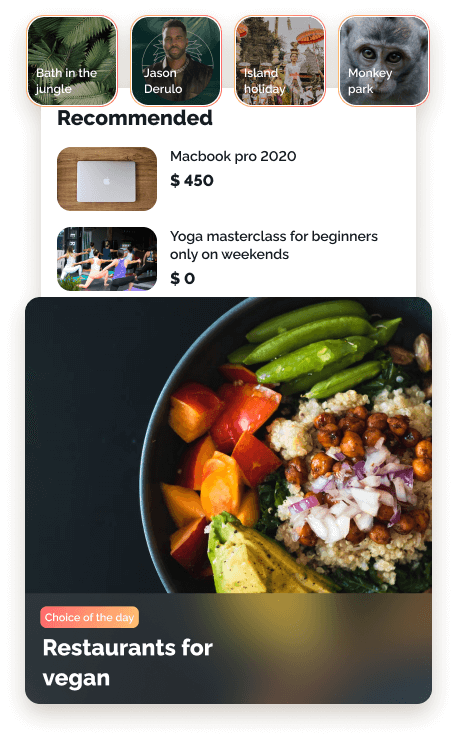 Bath in the
jungle
Jason
Derulo
Island
holiday
Monkey
park
Recommended
Macbook pro 2020
$ 450
Yoga masterclass for beginners
only on weekends
$ 0
Choice of the day
Restaurants for
vegan